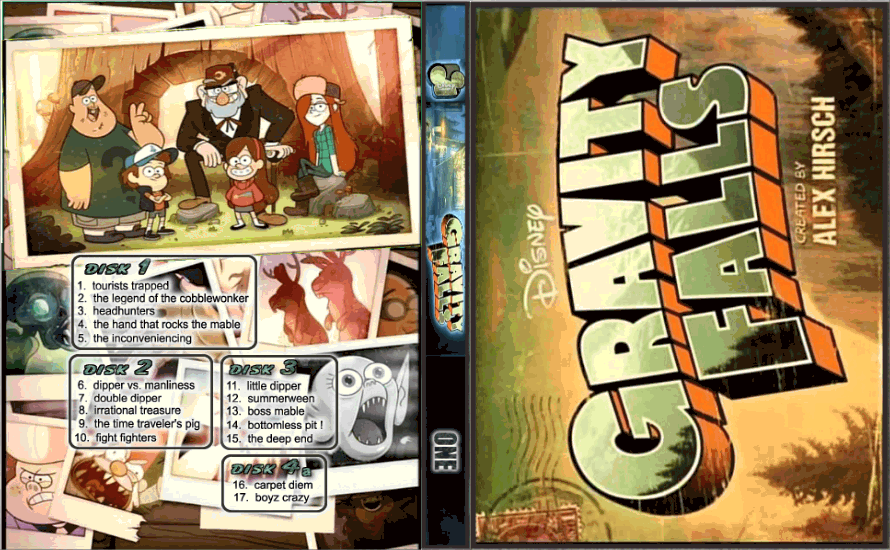 DISK 1
1. tourists trapped
2. the legend of the cobblewonker
3. headhunters
4. the hand that rocks the mable
5. the inconveniencing
DISK 2
6. dipper vs. manliness
7. double dipper
8. irrational treasure
9. the time traveler's pig
10. fight fighters
DISK 3
11. little dipper
12. summerween
13. boss mable
14. bottomless pit !
15. the deep end
DISK 4a
16. carpet diem
17. boyz crazy
GRAVITY
FALLS
ONE
DISNEY
GRAVITY
FALLS
CREATED BY
ALEX HIRSCH